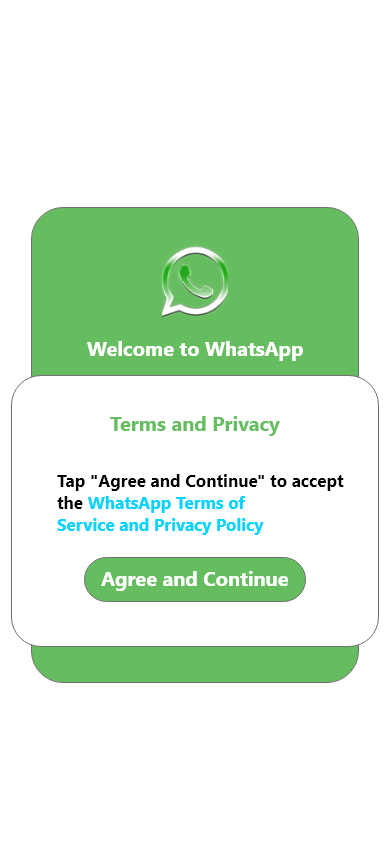 Welcome to WhatsApp
Terms and Privacy
Tap "Agree and Continue" to accept
the WhatsApp Terms of
Service and Privacy Policy
Agree and Continue